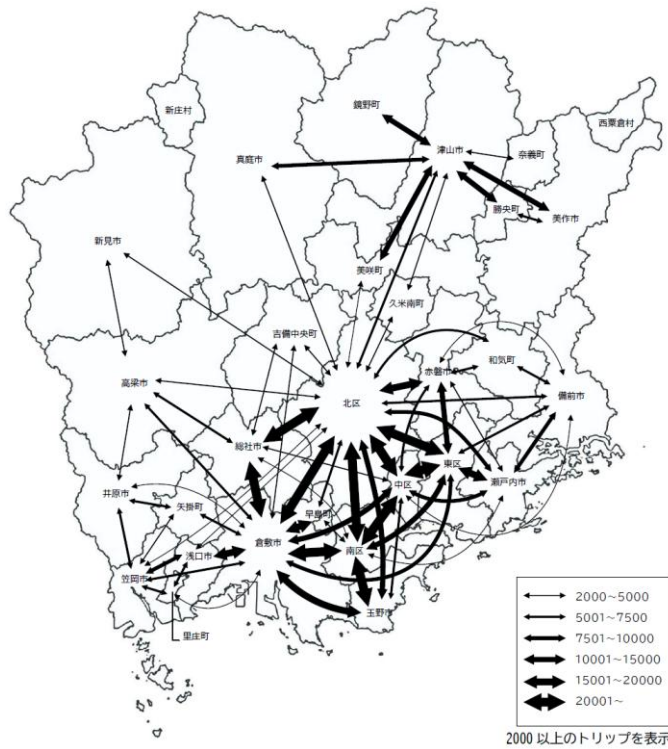 新庄村
鏡野町
西粟倉村
真庭市
津山市
奈義町
勝央町
美作市
新見市
美咲町
久米南町
吉備中央町
和気町
赤磐市
高梁市
備前市
北区
総社市
東区
瀬戸内市
中区
井原市
矢掛町
早島町
倉敷市
南区
浅口市
笠岡市
玉野市
里庄町
2000～5000
5001～7500
7501～10000
10001～15000
15001～20000
20001～
2000 以上のトリップを表示